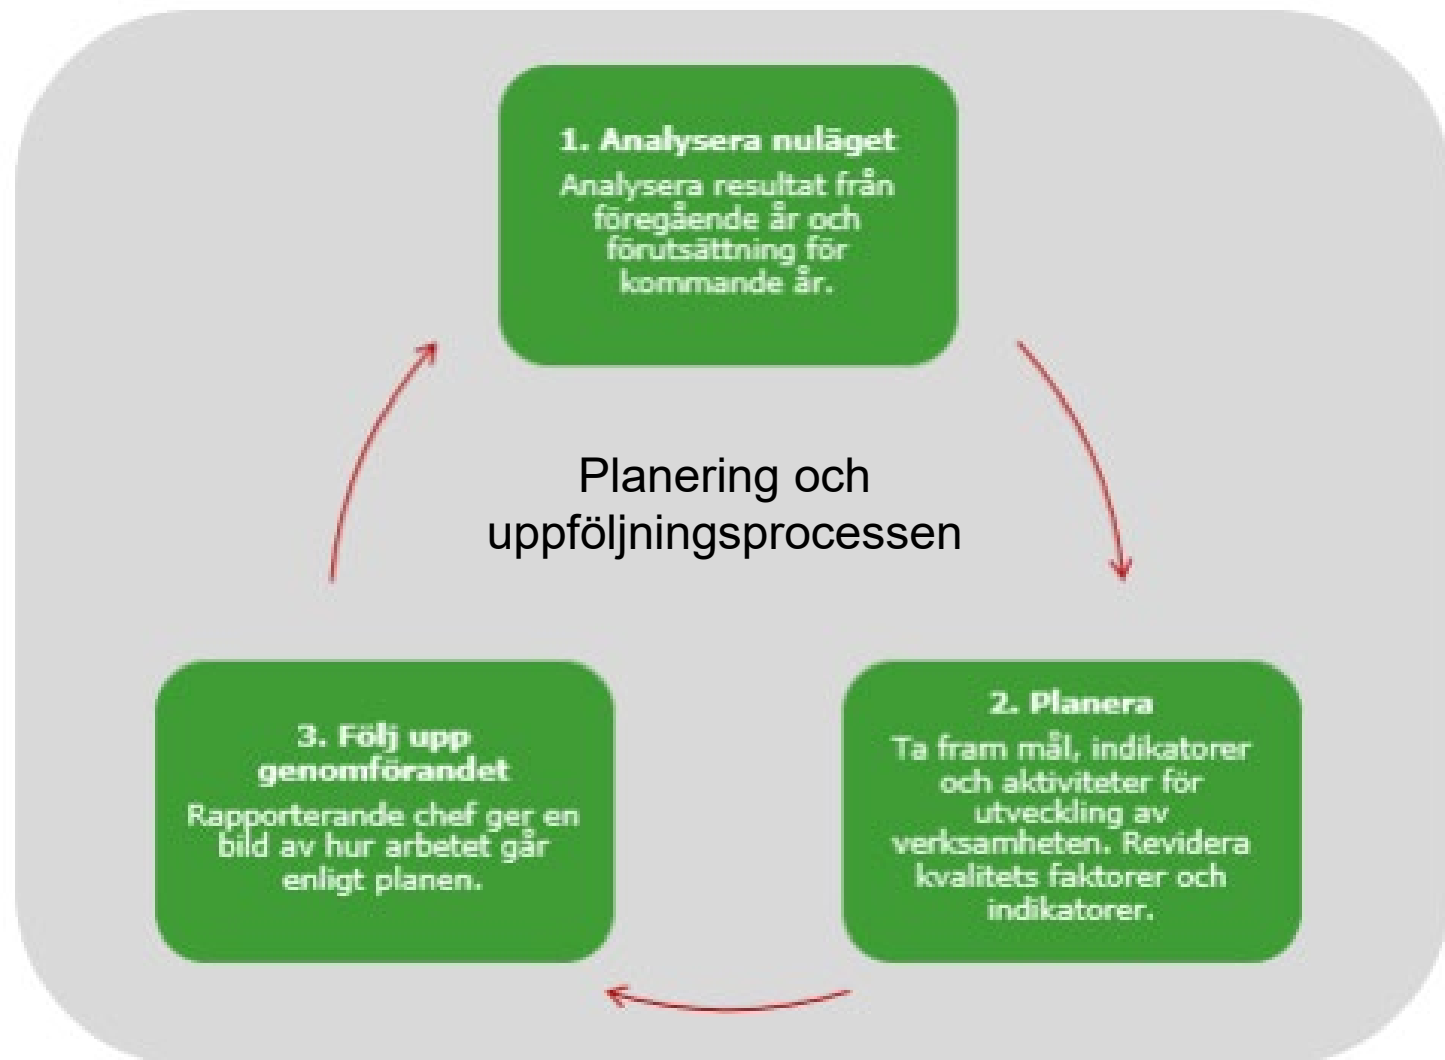 1. Analysera nuläget
Analysera resultat från
föregående år och
förutsättning för
kommande år.
Planering och
uppföljningsprocessen
2. Planera
Ta fram mål, indikatorer
och aktiviteter för
utveckling av
verksamheten. Revidera
kvalitets faktorer och
indikatorer.
3. Följ upp
genomförandet
Rapporterande chef ger en
bild av hur arbetet går
enligt planen.